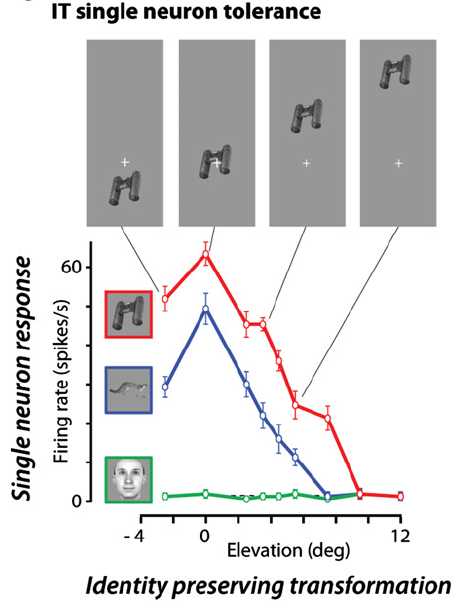 IT single neuron tolerance
Single neuron response
Firing rate (spikes/s)
60
0
- 4
0
12
Elevation (deg)
Identity preserving transformation